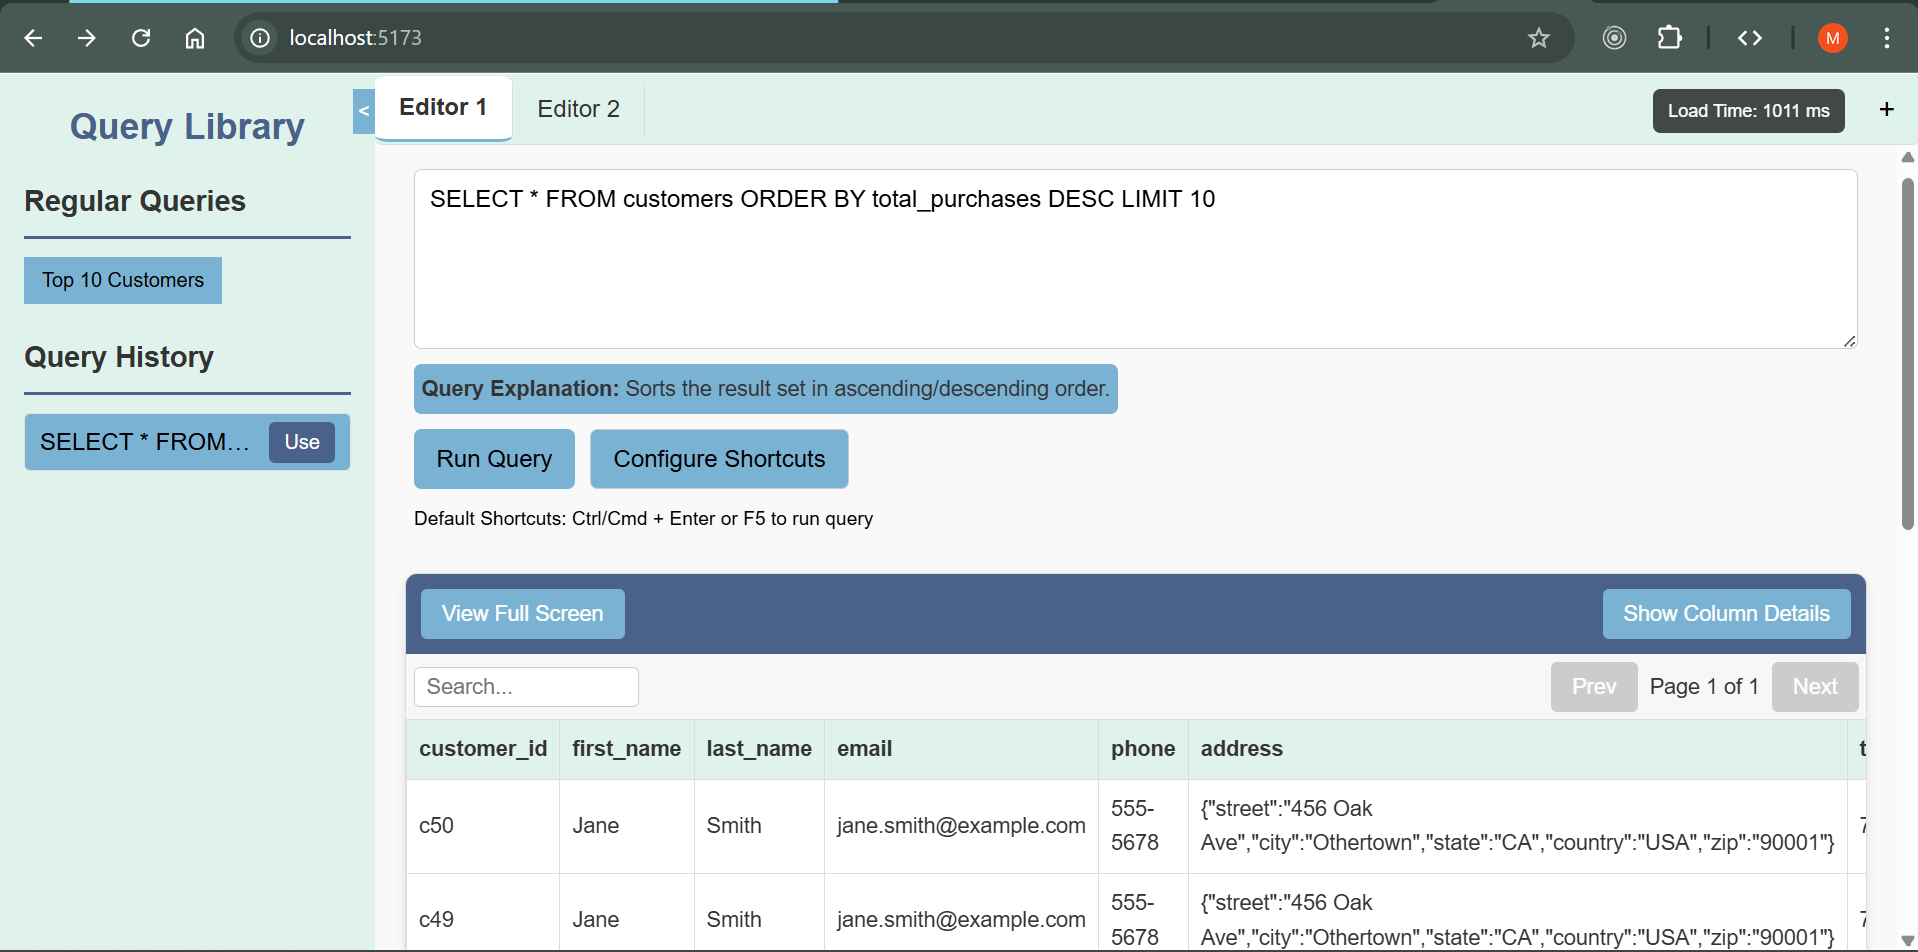 localhost:5173
M
Query Library
<
Editor 1
Editor 2
Load Time: 1011 ms
+
Regular Queries
Top 10 Customers
Query History
SELECT * FROM...
Use
SELECT * FROM customers ORDER BY total_purchases DESC LIMIT 10
Query Explanation: Sorts the result set in ascending/descending order.
Run Query
Configure Shortcuts
Default Shortcuts: Ctrl/Cmd + Enter or F5 to run query
View Full Screen
Show Column Details
Search...
Prev
Page 1 of 1
Next
customer_id first_name last_name email phone address t
c50 Jane Smith jane.smith@example.com 555-
5678 {"street":"456 Oak
Ave","city":"Othertown","state":"CA","country":"USA","zip":"90001"}
c49 Jane Smith jane.smith@example.com 555-
5678 {"street":"456 Oak
Ave","city":"Othertown","state":"CA","country":"USA","zip":"90001"}